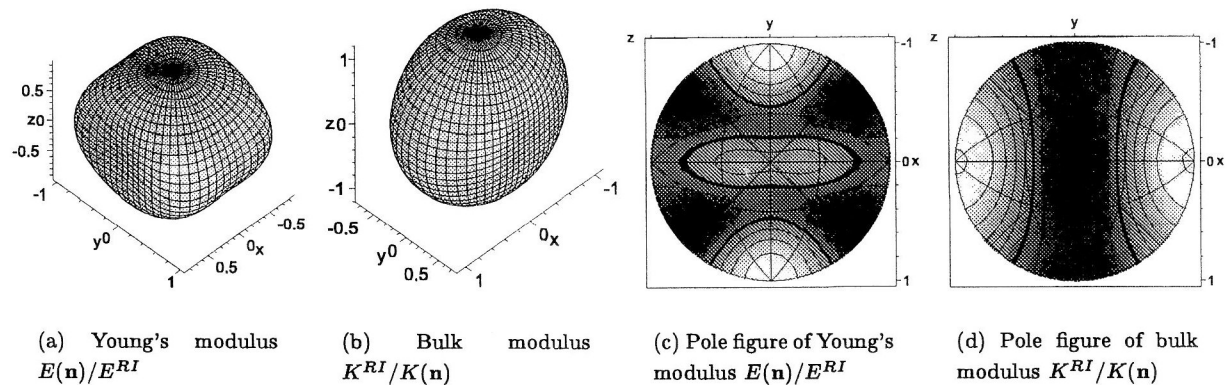 0.5
z0
-0.5
-1
y0
1
0.5
0x
-0.5
1
z0
-1
-0.5
y0
0.5
1
0x
-1
y
z
-1
0x
1
y
z
-1
0x
1
(a) Young's modulus
E(n)/E^{RI}
(b) Bulk modulus
K^{RI}/K(n)
(c) Pole figure of Young's
modulus E(n)/E^{RI}
(d) Pole figure of bulk
modulus K^{RI}/K(n)